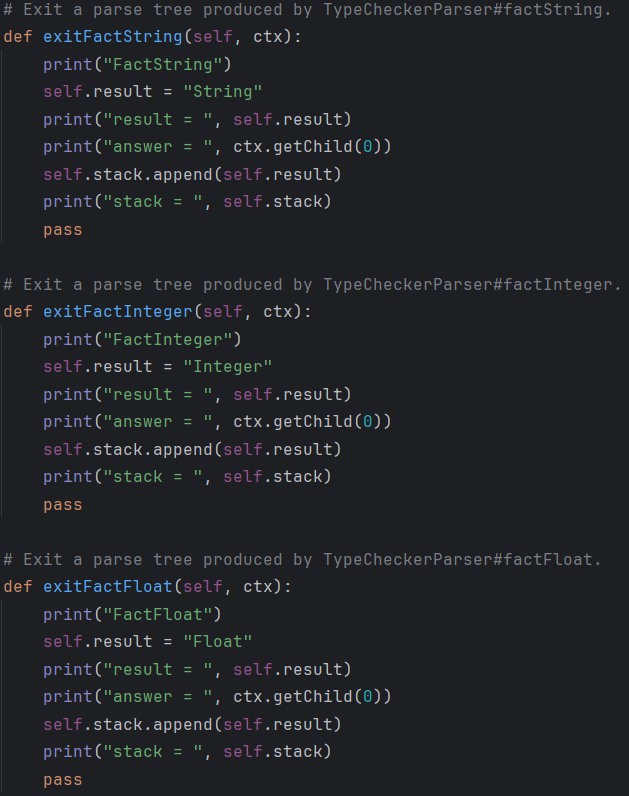 # Exit a parse tree produced by TypeCheckerParser#factString.
def exitFactString(self, ctx):
    print("FactString")
    self.result = "String"
    print("result = ", self.result)
    print("answer = ", ctx.getChild(0))
    self.stack.append(self.result)
    print("stack = ", self.stack)
    pass

# Exit a parse tree produced by TypeCheckerParser#factInteger.
def exitFactInteger(self, ctx):
    print("FactInteger")
    self.result = "Integer"
    print("result = ", self.result)
    print("answer = ", ctx.getChild(0))
    self.stack.append(self.result)
    print("stack = ", self.stack)
    pass

# Exit a parse tree produced by TypeCheckerParser#factFloat.
def exitFactFloat(self, ctx):
    print("FactFloat")
    self.result = "Float"
    print("result = ", self.result)
    print("answer = ", ctx.getChild(0))
    self.stack.append(self.result)
    print("stack = ", self.stack)
    pass